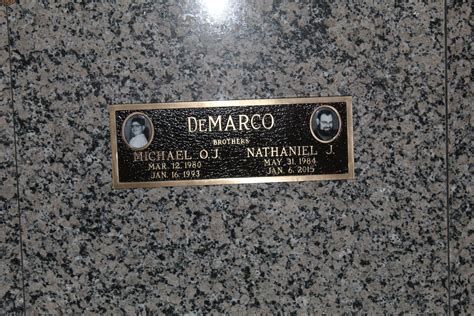 DeMARCO
BROTHERS
MICHAEL O.J. NATHANIEL J.
MAR. 12, 1980 MAY 31, 1984
JAN. 16, 1993 JAN. 6, 2015